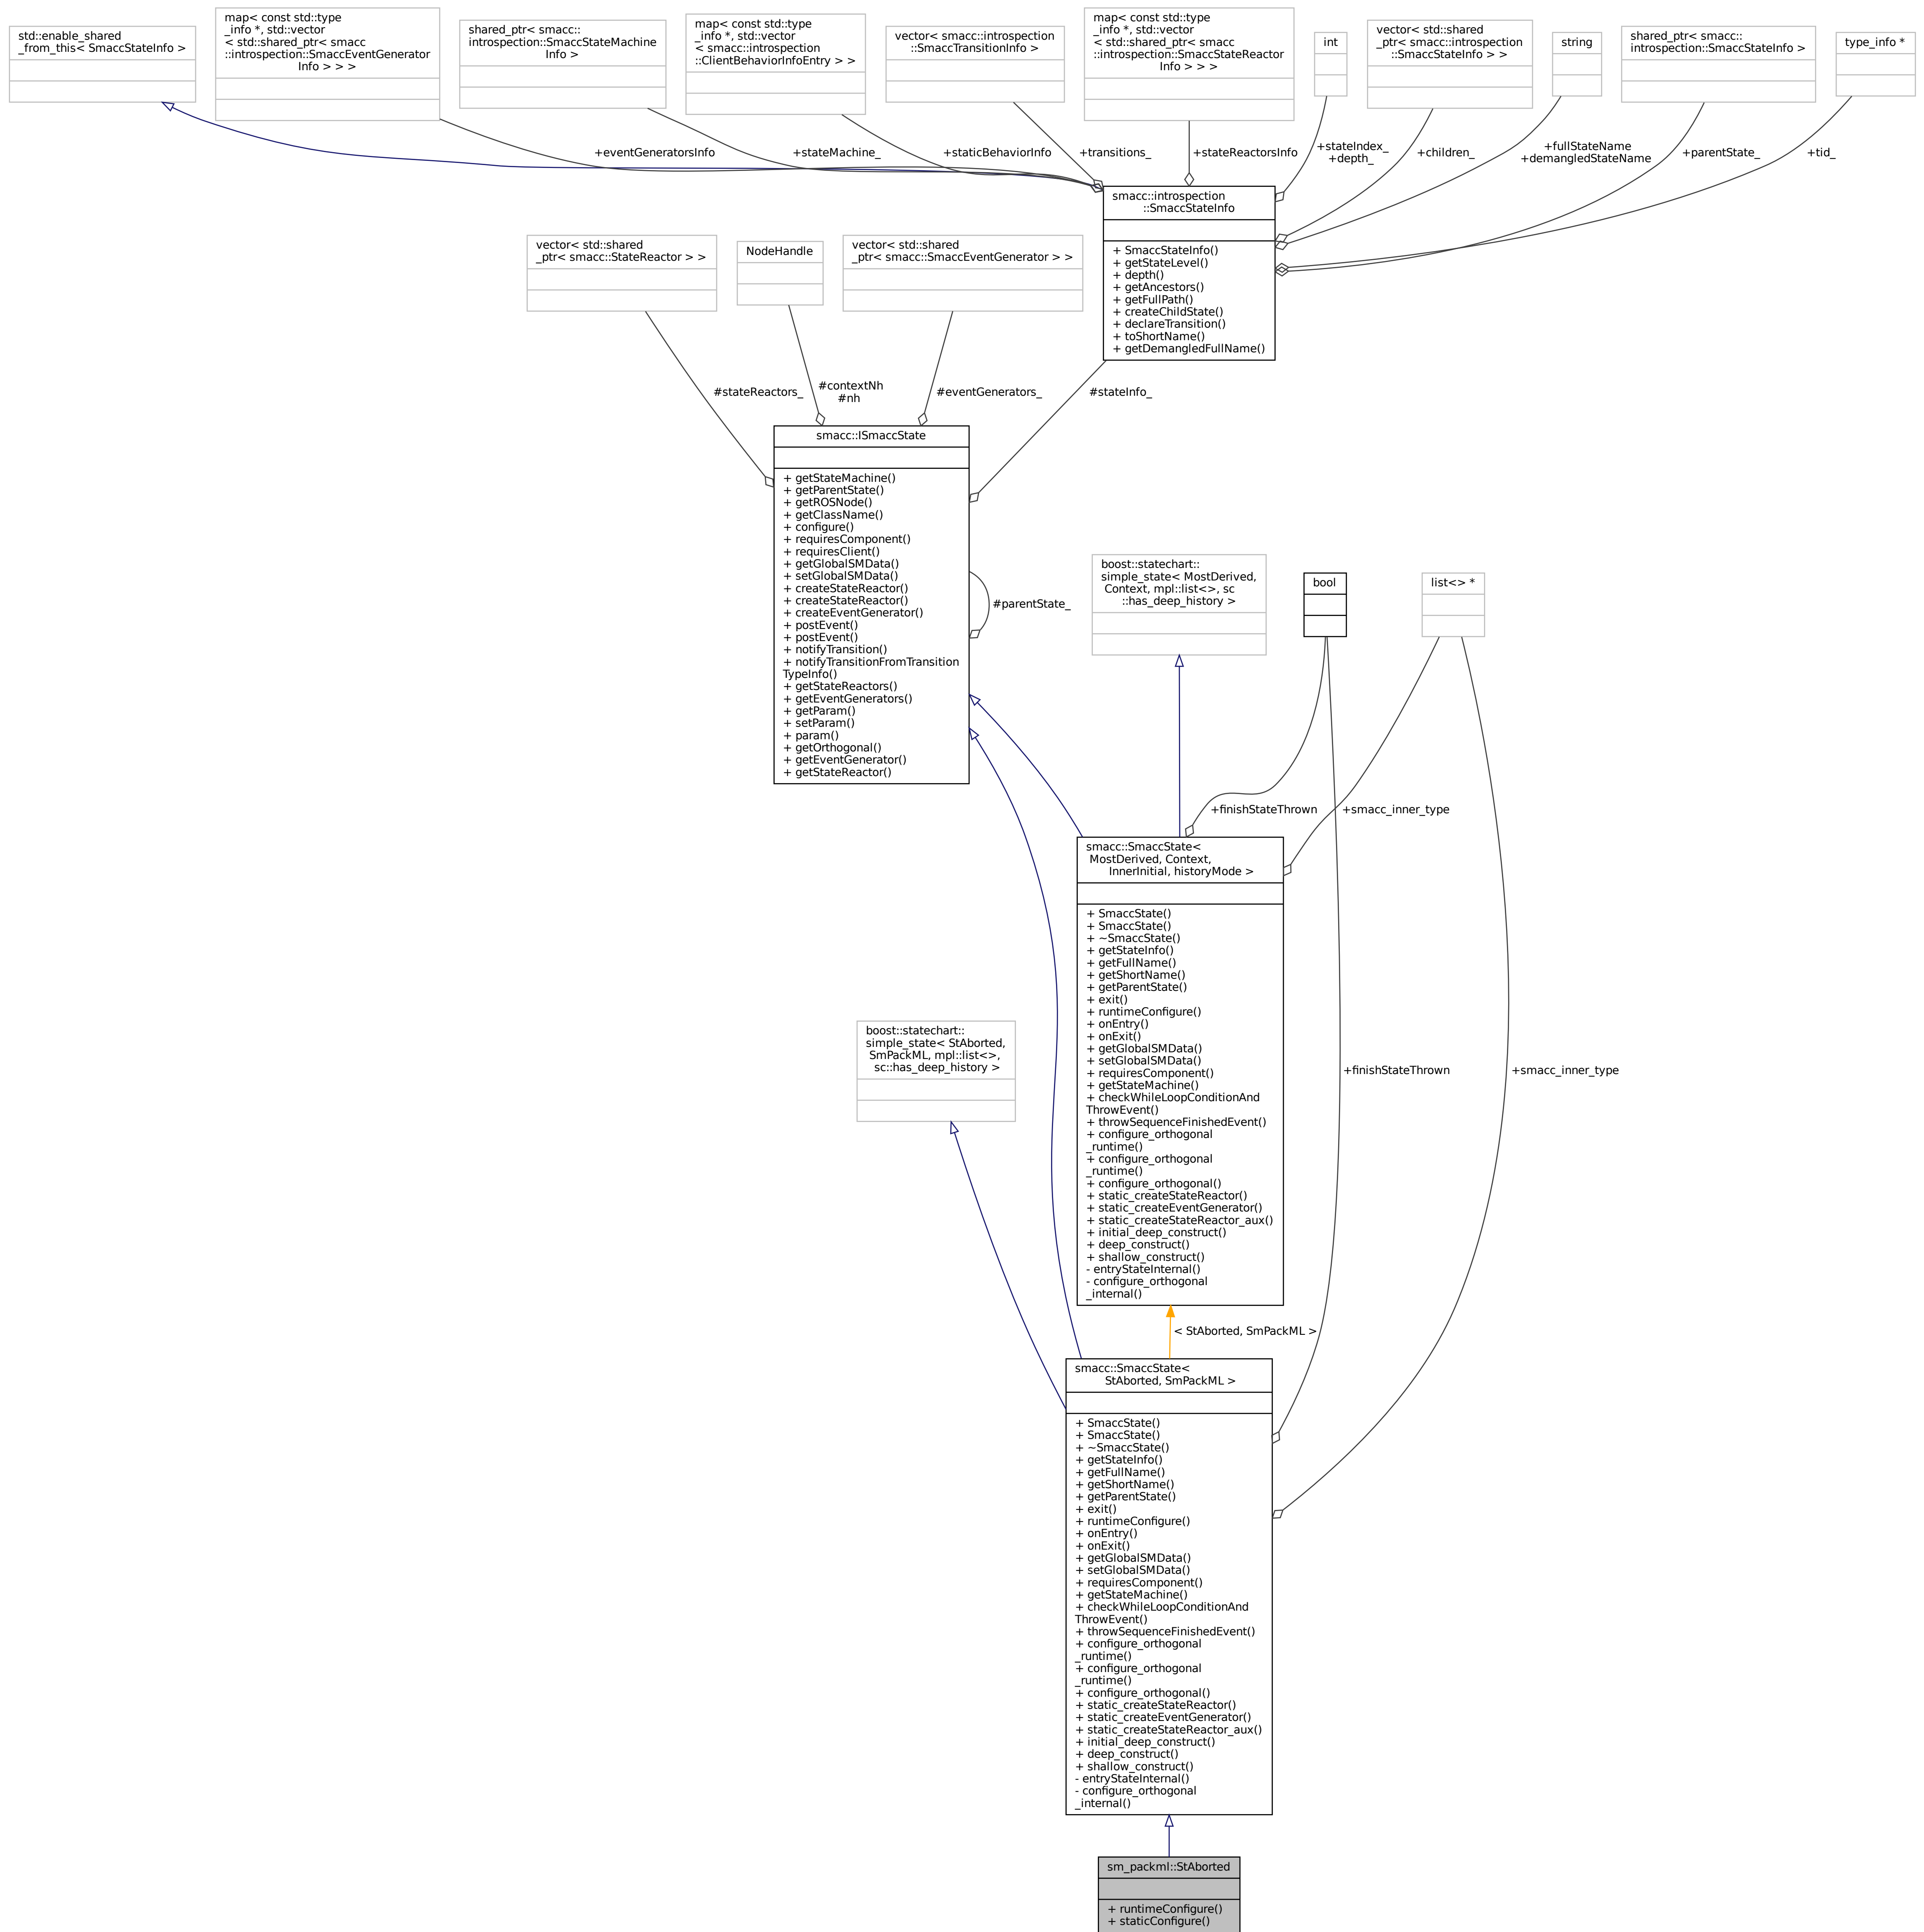 std::enable_shared
_from_this< SmaccStateInfo >
map< const std::type
_info *, std::vector
< std::shared_ptr< smacc
::introspection::SmaccEventGenerator
Info > > >
shared_ptr< smacc::
introspection::SmaccStateMachine
Info >
map< const std::type
_info *, std::vector
< smacc::introspection
::ClientBehaviorInfoEntry > >
vector< smacc::introspection
::SmaccTransitionInfo >
map< const std::type
_info *, std::vector
< std::shared_ptr< smacc
::introspection::SmaccStateReactor
Info > > >
int
vector< std::shared
_ptr< smacc::introspection
::SmaccStateInfo > >
string
shared_ptr< smacc::
introspection::SmaccStateInfo >
type_info *
+eventGeneratorsInfo
+stateMachine_
+staticBehaviorInfo
+transitions_
+stateReactorsInfo
+stateIndex_
+depth_
+children_
+fullStateName
+demangledStateName
+parentState_
+tid_
smacc::introspection
::SmaccStateInfo
+ SmaccStateInfo()
+ getStateLevel()
+ depth()
+ getAncestors()
+ getFullPath()
+ createChildState()
+ declareTransition()
+ toShortName()
+ getDemangledFullName()
vector< std::shared
_ptr< smacc::StateReactor > >
NodeHandle
vector< std::shared
_ptr< smacc::SmaccEventGenerator > >
#stateReactors_
#contextNh
#nh
#eventGenerators_
#stateInfo_
smacc::ISmaccState
+ getStateMachine()
+ getParentState()
+ getROSNode()
+ getClassName()
+ configure()
+ requiresComponent()
+ requiresClient()
+ getGlobalSMData()
+ setGlobalSMData()
+ createStateReactor()
+ createStateReactor()
+ createEventGenerator()
+ postEvent()
+ postEvent()
+ notifyTransition()
+ notifyTransitionFromTransition
TypeInfo()
+ getStateReactors()
+ getEventGenerators()
+ getParam()
+ setParam()
+ param()
+ getOrthogonal()
+ getEventGenerator()
+ getStateReactor()
#parentState_
boost::statechart::
simple_state< MostDerived,
Context, mpl::list<>, sc
::has_deep_history >
bool
list<> *
+finishStateThrown
+smacc_inner_type
smacc::SmaccState<
MostDerived, Context,
InnerInitial, historyMode >
+ SmaccState()
+ SmaccState()
+ ~SmaccState()
+ getStateInfo()
+ getFullName()
+ getShortName()
+ getParentState()
+ exit()
+ runtimeConfigure()
+ onEntry()
+ onExit()
+ getGlobalSMData()
+ setGlobalSMData()
+ requiresComponent()
+ getStateMachine()
+ checkWhileLoopConditionAnd
ThrowEvent()
+ throwSequenceFinishedEvent()
+ configure_orthogonal
_runtime()
+ configure_orthogonal
_runtime()
+ configure_orthogonal()
+ static_createStateReactor()
+ static_createEventGenerator()
+ static_createStateReactor_aux()
+ initial_deep_construct()
+ deep_construct()
+ shallow_construct()
- entryStateInternal()
- configure_orthogonal
_internal()
boost::statechart::
simple_state< StAborted,
SmPackML, mpl::list<>,
sc::has_deep_history >
+finishStateThrown
+smacc_inner_type
< StAborted, SmPackML >
smacc::SmaccState<
StAborted, SmPackML >
+ SmaccState()
+ SmaccState()
+ ~SmaccState()
+ getStateInfo()
+ getFullName()
+ getShortName()
+ getParentState()
+ exit()
+ runtimeConfigure()
+ onEntry()
+ onExit()
+ getGlobalSMData()
+ setGlobalSMData()
+ requiresComponent()
+ getStateMachine()
+ checkWhileLoopConditionAnd
ThrowEvent()
+ throwSequenceFinishedEvent()
+ configure_orthogonal
_runtime()
+ configure_orthogonal
_runtime()
+ configure_orthogonal()
+ static_createStateReactor()
+ static_createEventGenerator()
+ static_createStateReactor_aux()
+ initial_deep_construct()
+ deep_construct()
+ shallow_construct()
- entryStateInternal()
- configure_orthogonal
_internal()
sm_packml::StAborted
+ runtimeConfigure()
+ staticConfigure()